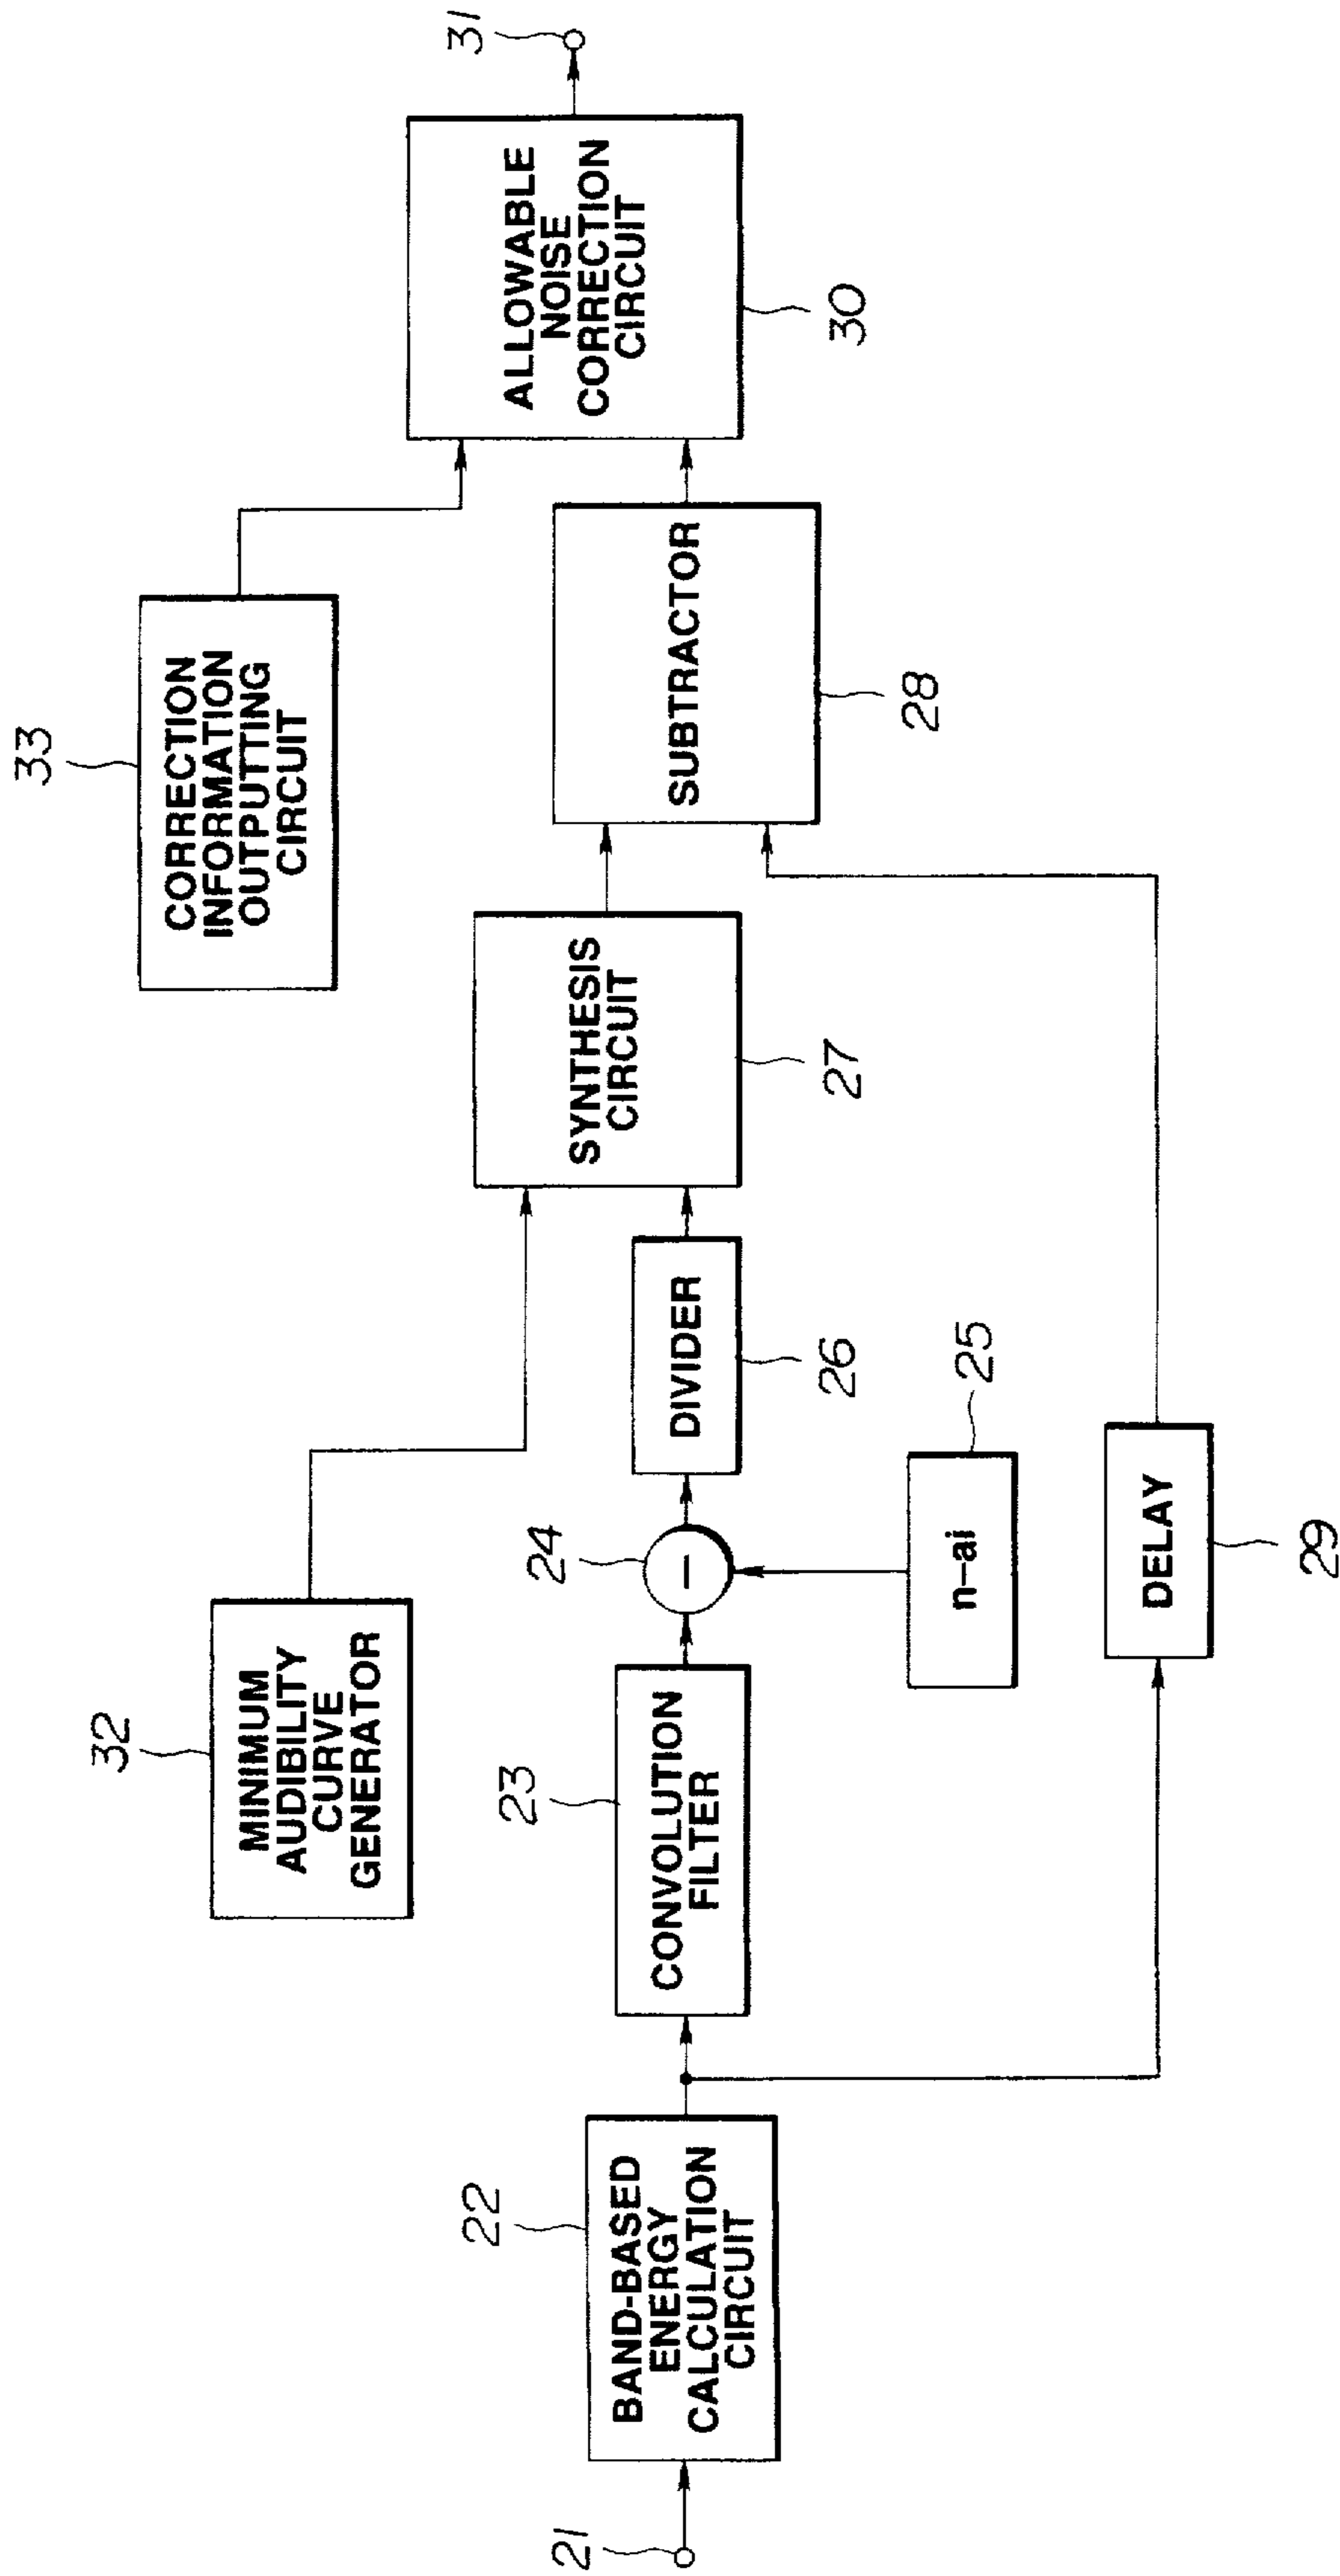 21
22
BAND-BASED
ENERGY
CALCULATION
CIRCUIT
23
CONVOLUTION
FILTER
24
−
n−ai
25
DIVIDER
26
32
MINIMUM
AUDIBILITY
CURVE
GENERATOR
SYNTHESIS
CIRCUIT
27
DELAY
29
SUBTRACTOR
28
33
CORRECTION
INFORMATION
OUTPUTTING
CIRCUIT
ALLOWABLE
NOISE
CORRECTION
CIRCUIT
30
31